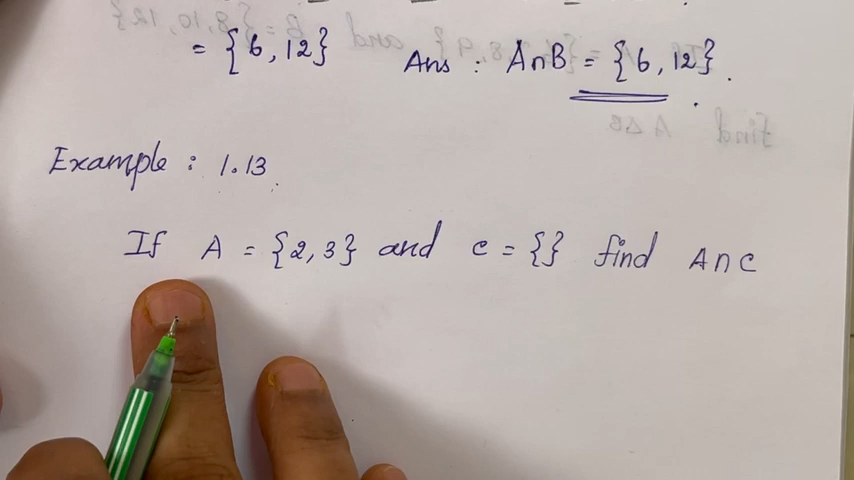 = {6, 12} Ans : A∩B = {6, 12}.
Example : 1.13.
If A = {2, 3} and c = {} find A∩C